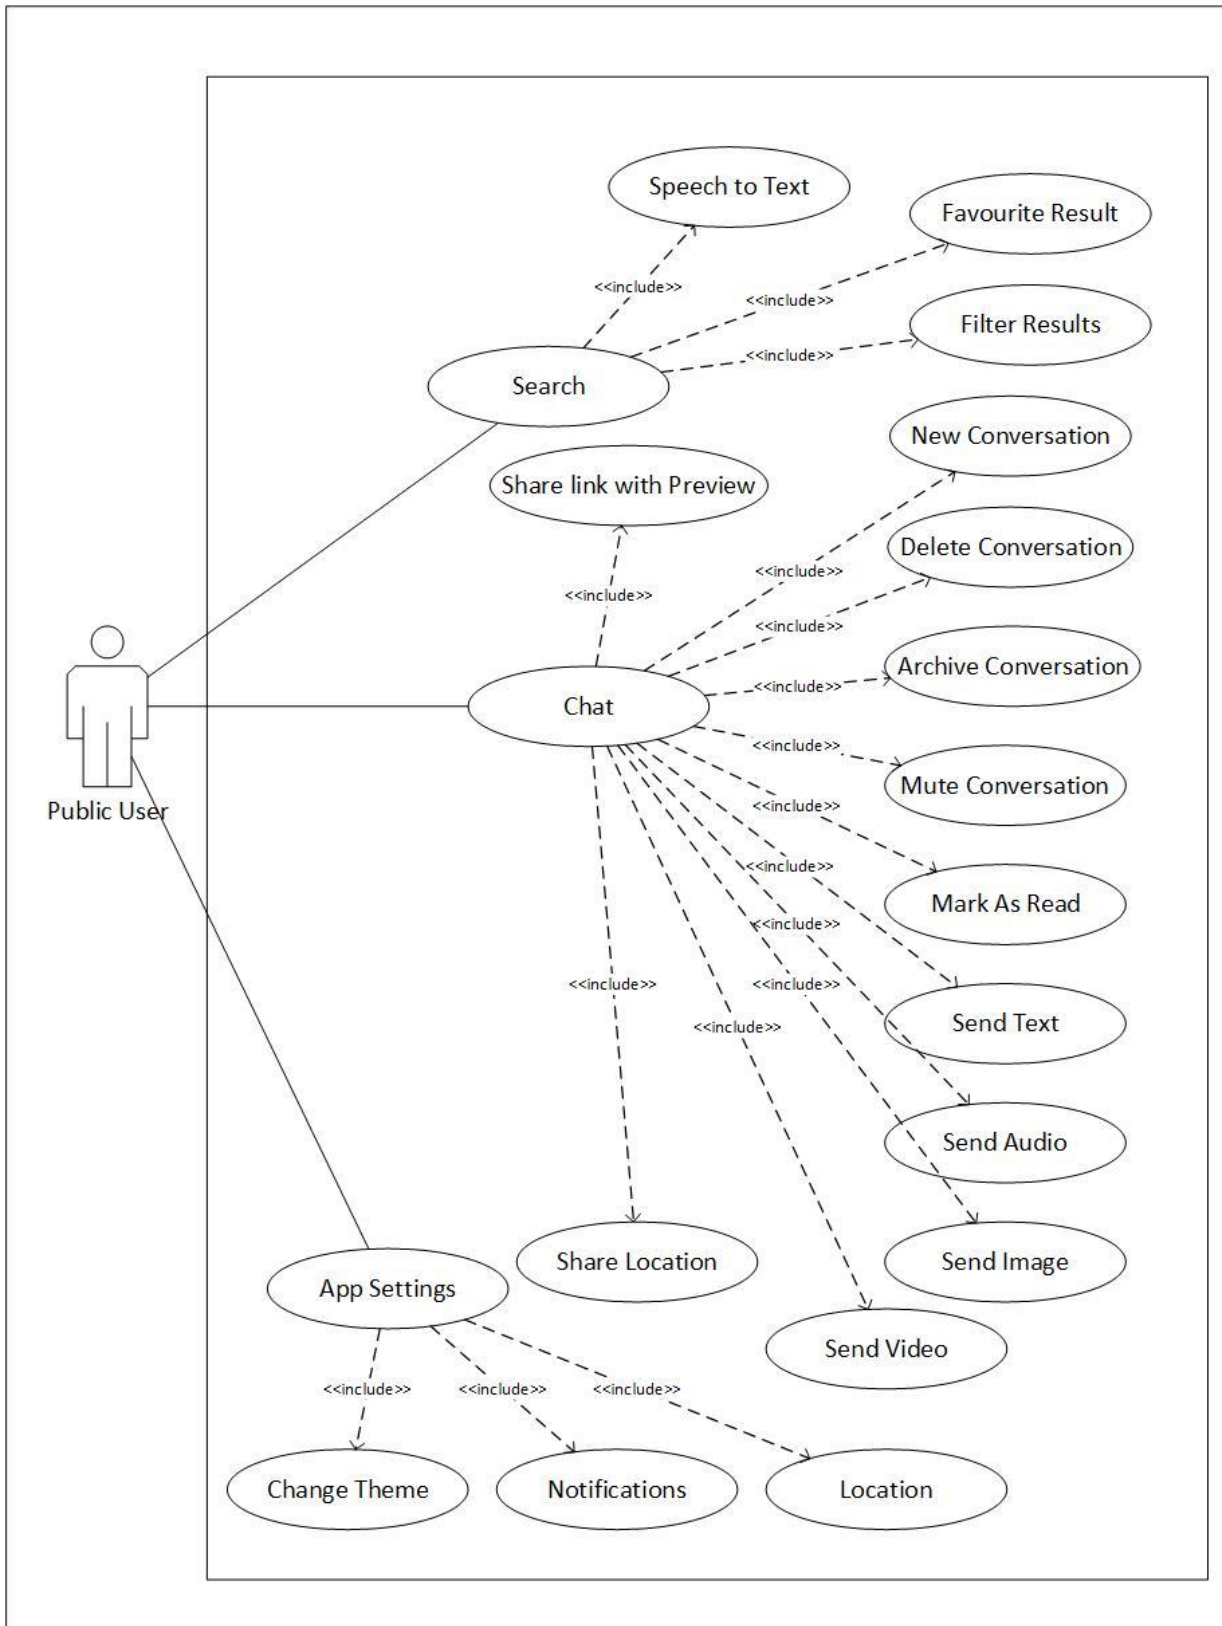 Speech to Text
Favourite Result
<<include>>
<<include>>
Filter Results
<<include>>
Search
New Conversation
Share link with Preview
Delete Conversation
<<include>>
<<include>>
<<include>>
Archive Conversation
<<include>>
Chat
<<include>>
Mute Conversation
Public User
<<include>>
<<include>>
Mark As Read
<<include>>
<<include>>
<<include>>
Send Text
<<include>>
Send Audio
Share Location
Send Image
App Settings
Send Video
<<include>>
<<include>>
<<include>>
Change Theme
Notifications
Location